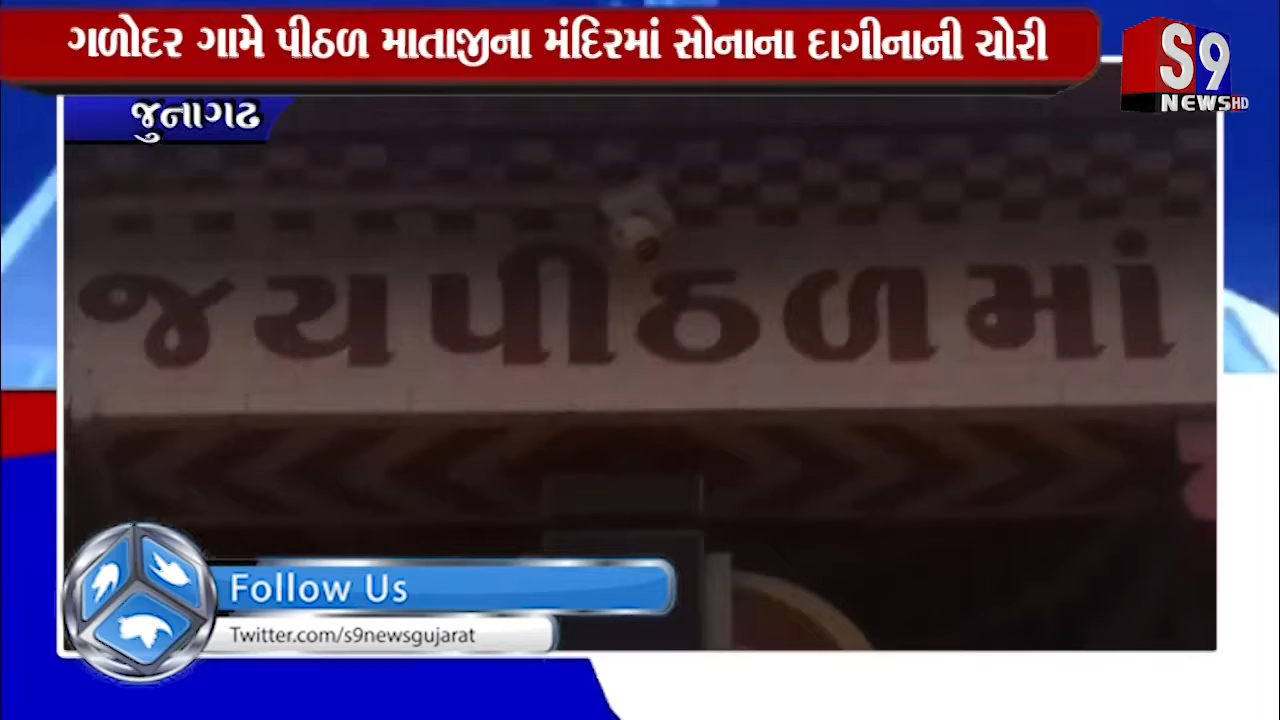 ગળોદર ગામે પીઠળ માતાજીના મંદિરમાં સોનાના દાગીનાની ચોરી
S9
NEWS HD
જુનાગઢ
જય પીઠળ માં
Follow Us
Twitter.com/s9newsgujarat